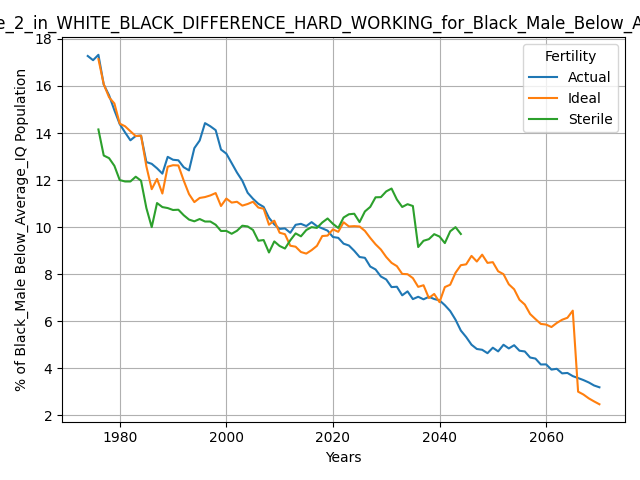 e_2_in_WHITE_BLACK_DIFFERENCE_HARD_WORKING_for_Black_Male_Below_A
% of Black_Male Below_Average_IQ Population
18
16
14
12
10
8
6
4
2
1980 2000 2020 2040 2060
Years
Fertility
Actual
Ideal
Sterile